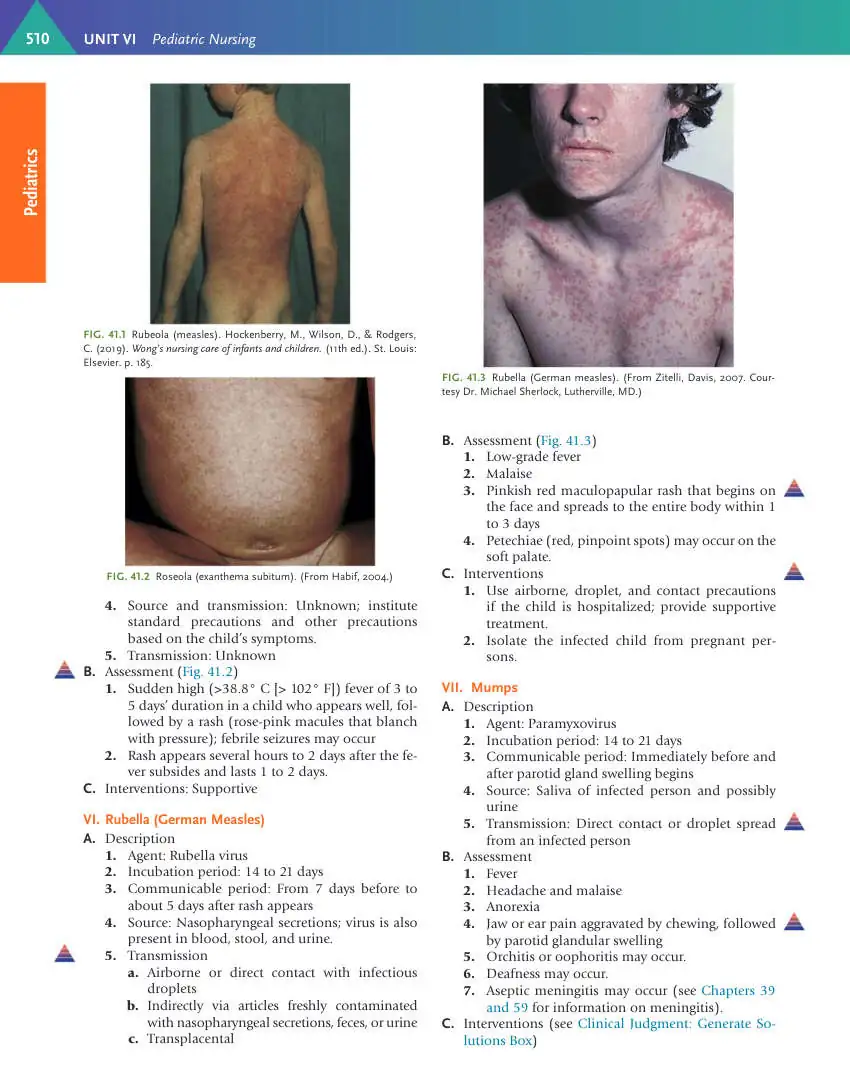 510 UNIT VI Pediatric Nursing
Pediatrics
FIG. 41.1 Rubeola (measles). Hockenberry, M., Wilson, D., & Rodgers,
C. (2019). Wong's nursing care of infants and children. (11th ed.). St. Louis:
Elsevier. p. 185.
FIG. 41.2 Roseola (exanthema subitum). (From Habif, 2004.)
4. Source and transmission: Unknown; institute
standard precautions and other precautions
based on the child's symptoms.
5. Transmission: Unknown
B. Assessment (Fig. 41.2)
1. Sudden high (>38.8° C [> 102° F]) fever of 3 to
5 days' duration in a child who appears well, fol-
lowed by a rash (rose-pink macules that blanch
with pressure); febrile seizures may occur
2. Rash appears several hours to 2 days after the fe-
ver subsides and lasts 1 to 2 days.
C. Interventions: Supportive
VI. Rubella (German Measles)
A. Description
1. Agent: Rubella virus
2. Incubation period: 14 to 21 days
3. Communicable period: From 7 days before to
about 5 days after rash appears
4. Source: Nasopharyngeal secretions; virus is also
present in blood, stool, and urine.
5. Transmission
a. Airborne or direct contact with infectious
droplets
b. Indirectly via articles freshly contaminated
with nasopharyngeal secretions, feces, or urine
c. Transplacental
FIG. 41.3 Rubella (German measles). (From Zitelli, Davis, 2007. Cour-
tesy Dr. Michael Sherlock, Lutherville, MD.)
B. Assessment (Fig. 41.3)
1. Low-grade fever
2. Malaise
3. Pinkish red maculopapular rash that begins on
the face and spreads to the entire body within 1
to 3 days
4. Petechiae (red, pinpoint spots) may occur on the
soft palate.
C. Interventions
1. Use airborne, droplet, and contact precautions
if the child is hospitalized; provide supportive
treatment.
2. Isolate the infected child from pregnant per-
sons.
VII. Mumps
A. Description
1. Agent: Paramyxovirus
2. Incubation period: 14 to 21 days
3. Communicable period: Immediately before and
after parotid gland swelling begins
4. Source: Saliva of infected person and possibly
urine
5. Transmission: Direct contact or droplet spread
from an infected person
B. Assessment
1. Fever
2. Headache and malaise
3. Anorexia
4. Jaw or ear pain aggravated by chewing, followed
by parotid glandular swelling
5. Orchitis or oophoritis may occur.
6. Deafness may occur.
7. Aseptic meningitis may occur (see Chapters 39
and 59 for information on meningitis).
C. Interventions (see Clinical Judgment: Generate So-
lutions Box)